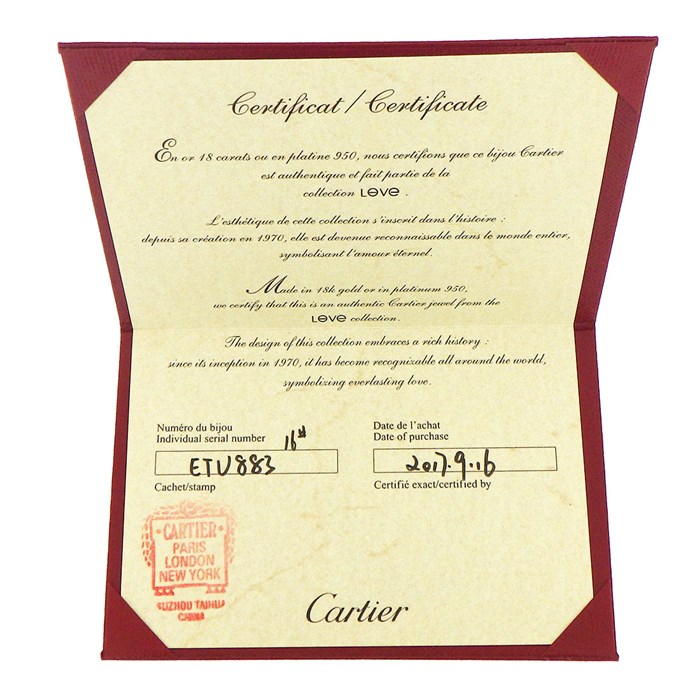 Certificat / Certificate
En or 18 carats ou en platine 950, nous certifions que ce bijou Cartier
est authentique et fait partie de la
collection LOVE .
L'esthétique de cette collection s'inscrit dans l'histoire :
depuis sa création en 1970, elle est devenue reconnaissable dans le monde entier,
symbolisant l'amour éternel.
Made in 18k gold or in platinum 950,
we certify that this is an authentic Cartier jewel from the
LOVE collection.
The design of this collection embraces a rich history :
since its inception in 1970, it has become recognizable all around the world,
symbolizing everlasting love.
Numéro du bijou
Individual serial number 16#
ETU883
Cachet/stamp
Date de l'achat
Date of purchase
2017.9.16
Certifié exact/certified by
CARTIER
PARIS
LONDON
NEW YORK
SUZHOU TAIHUA
CHINA
Cartier